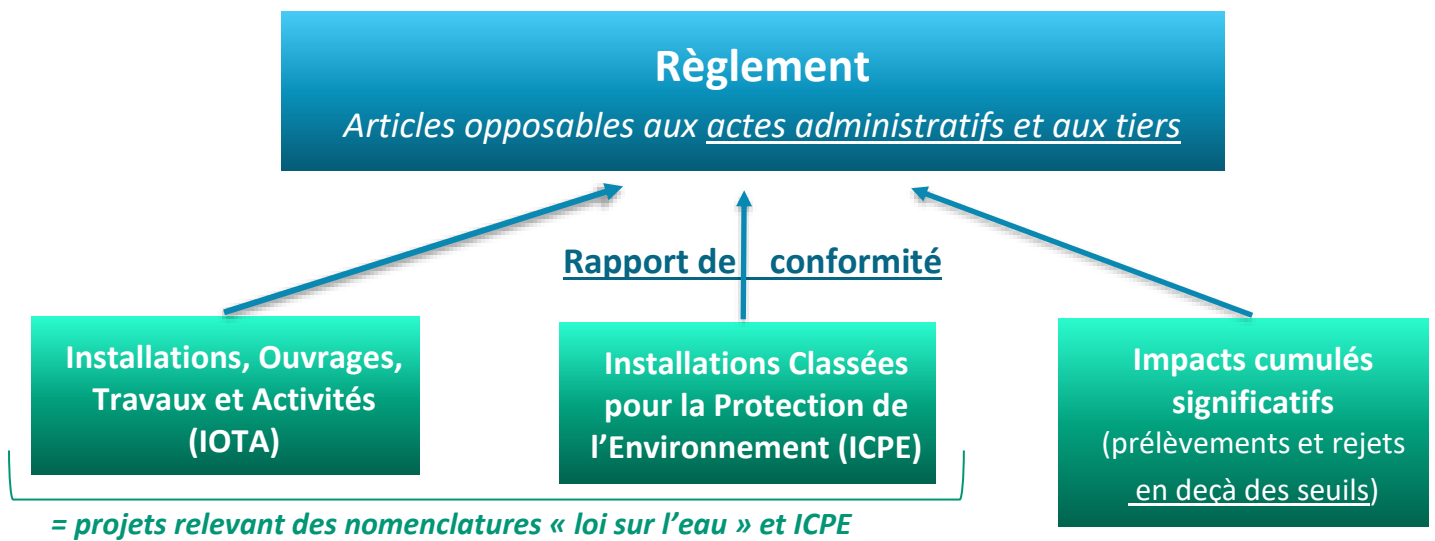 Règlement
Articles opposables aux actes administratifs et aux tiers
Rapport de conformité
Installations, Ouvrages,
Travaux et Activités
(IOTA)
Installations Classées
pour la Protection de
l’Environnement (ICPE)
Impacts cumulés
significatifs
(prélèvements et rejets
en deçà des seuils)
= projets relevant des nomenclatures « loi sur l’eau » et ICPE